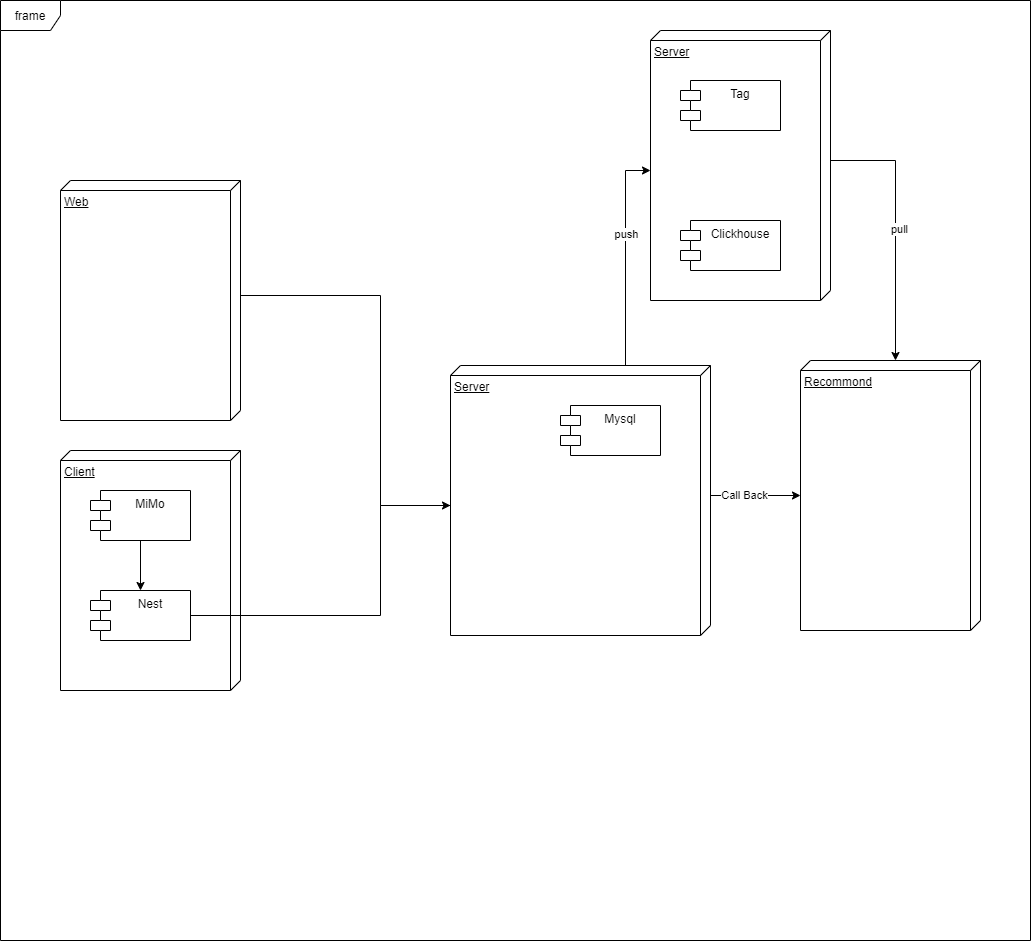 frame
Server
Tag
Web
push
Clickhouse
pull
Server
Mysql
Recommond
Client
MiMo
Call Back
Nest